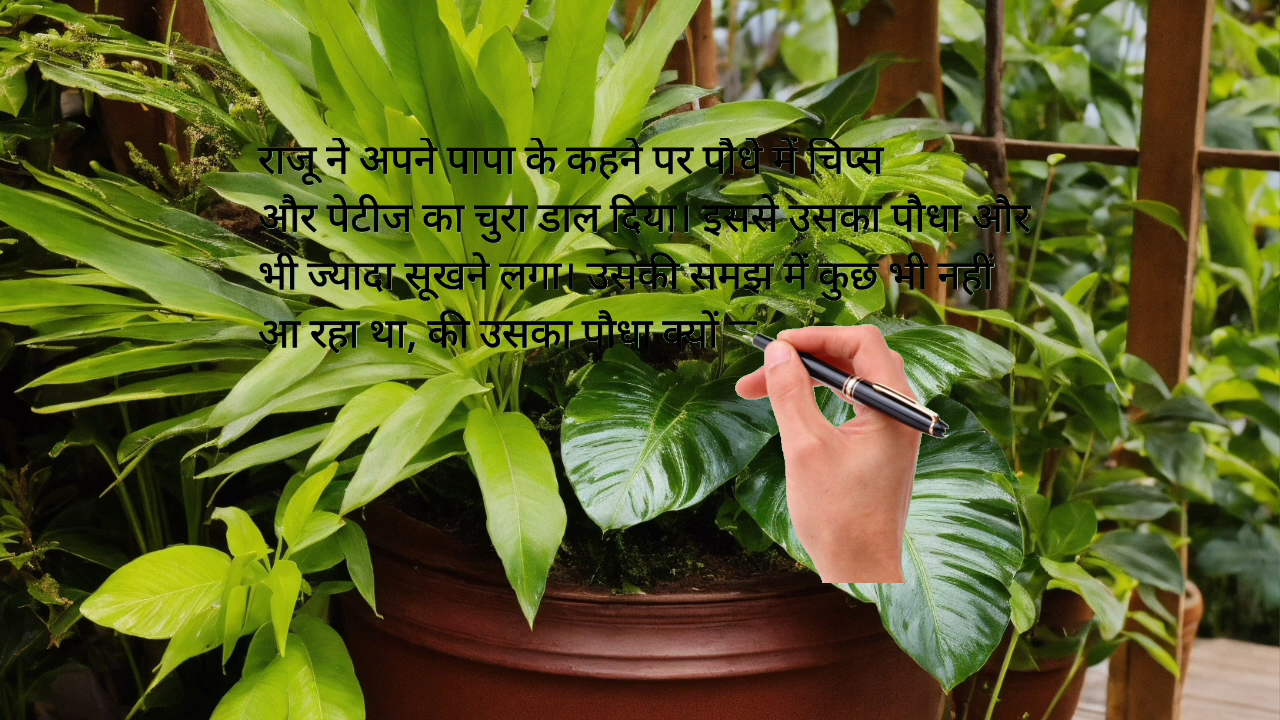 राजू ने अपने पापा के कहने पर पौधे में चिप्स
और पेटीज का चुरा डाल दिया। इससे उसका पौधा और
भी ज्यादा सूखने लगा। उसकी समझ में कुछ भी नहीं
आ रहा था, की उसका पौधा क्यों